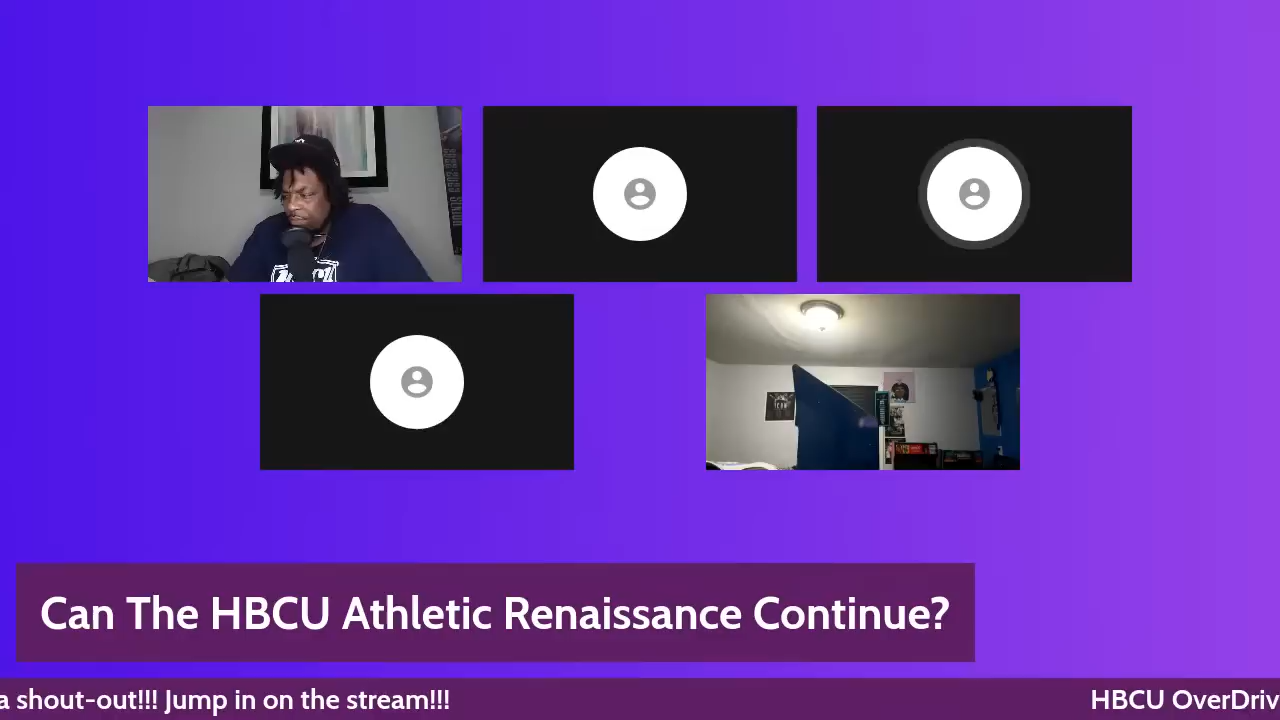 Can The HBCU Athletic Renaissance Continue?
a shout-out!!! Jump in on the stream!!! HBCU OverDriv